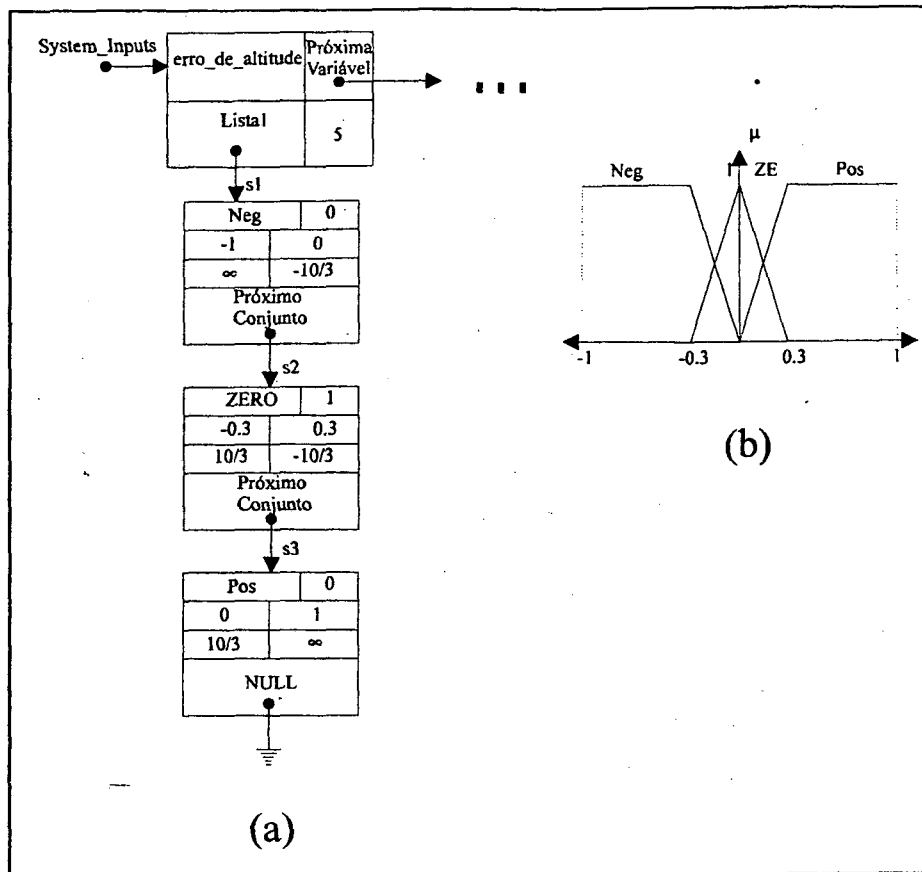 System_Inputs
erro_de_altitude
Próxima
Variável
Lista1
5
s1
Neg
0
-1
0
∞
-10/3
Próximo
Conjunto
s2
ZERO
1
-0.3
0.3
10/3
-10/3
Próximo
Conjunto
s3
Pos
0
0
1
10/3
∞
NULL
(a)
μ
Neg
1
ZE
Pos
-1
-0.3
0.3
1
(b)